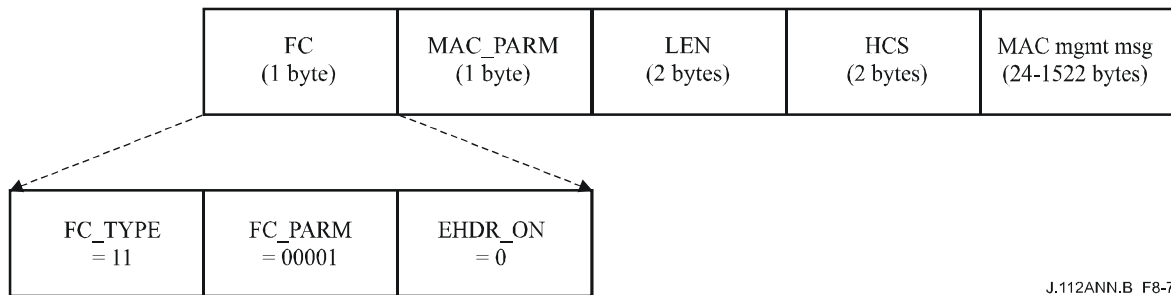 FC
(1 byte)
MAC_PARM
(1 byte)
LEN
(2 bytes)
HCS
(2 bytes)
MAC mgmt msg
(24-1522 bytes)
FC_TYPE
= 11
FC_PARM
= 00001
EHDR_ON
= 0
J.112ANN.B_F8-7